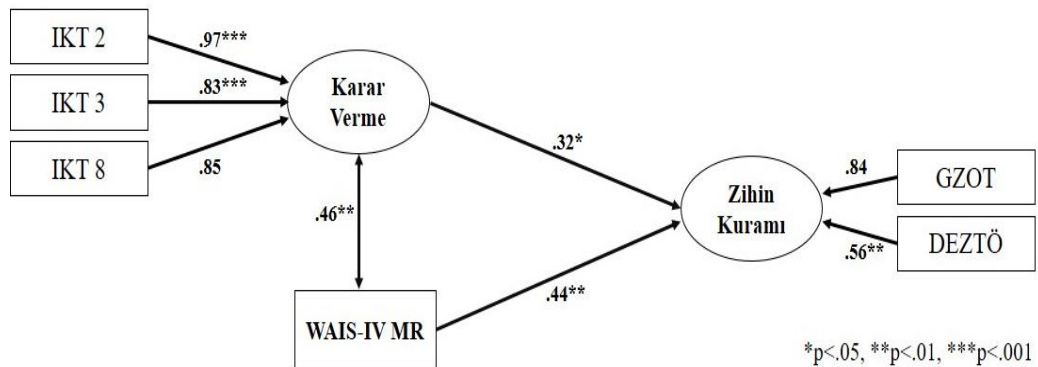 IKT 2
.97***
IKT 3
.83***
IKT 8
.85
Karar
Verme
.32*
.46**
WAIS-IV MR
.44**
Zihin
Kuramı
.84
GZOT
.56**
DEZTÖ
*p<.05, **p<.01, ***p<.001